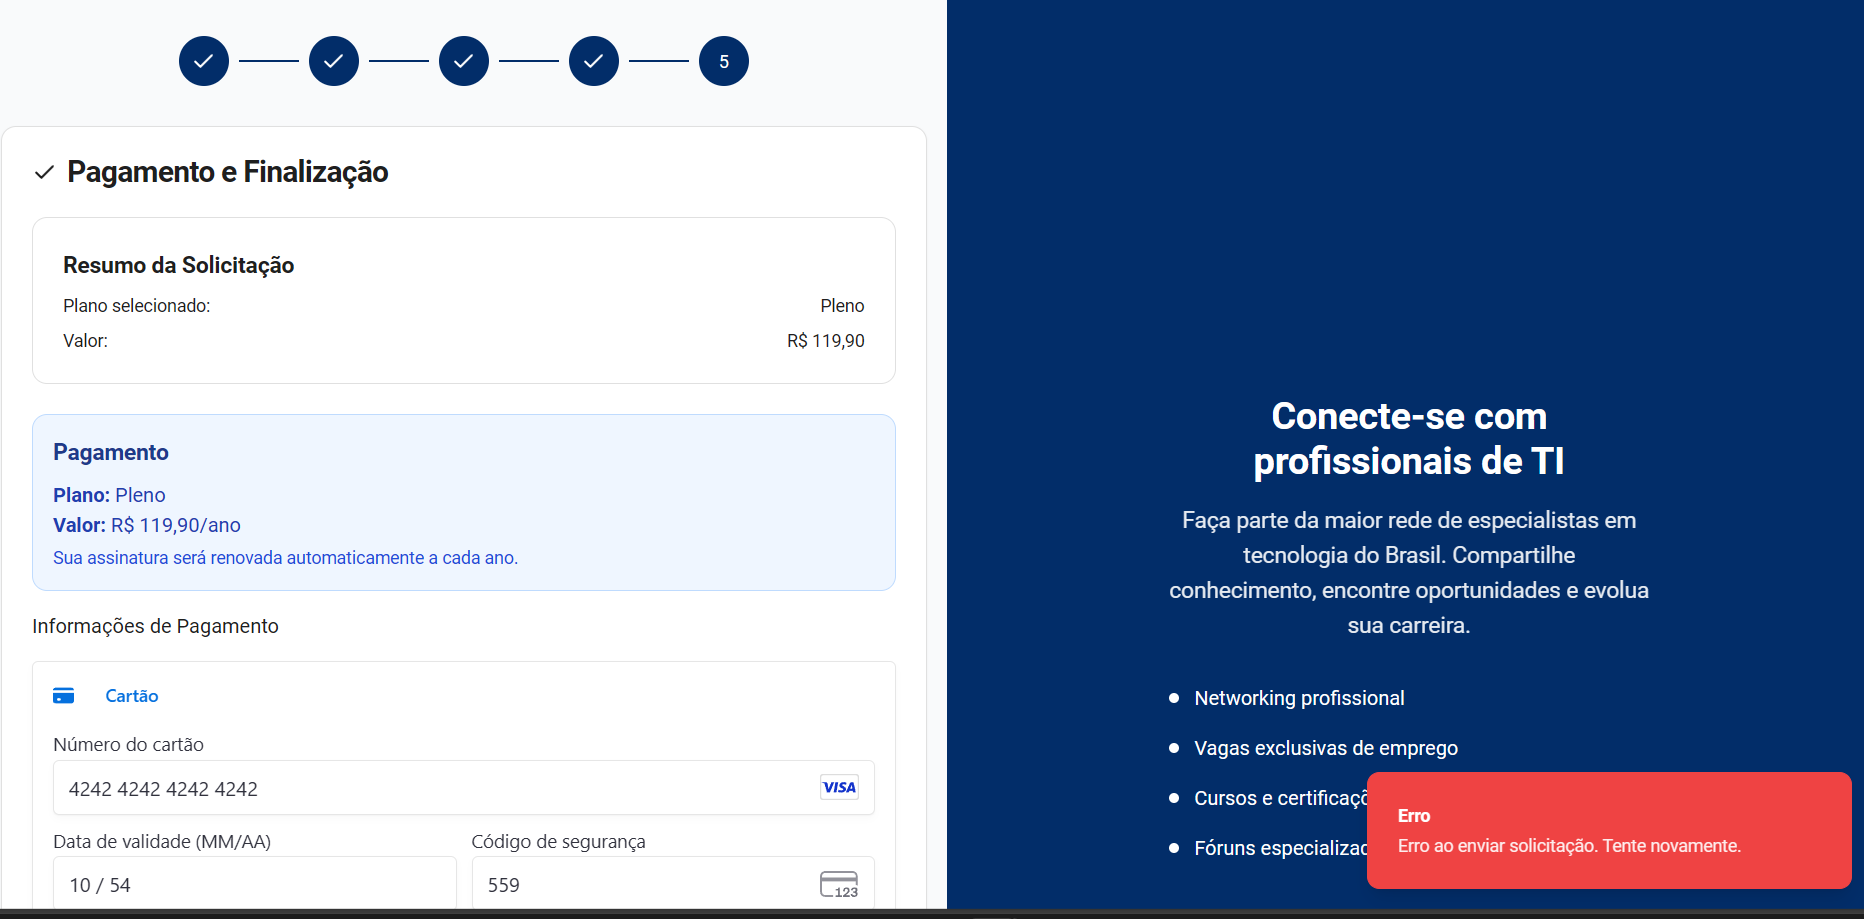 5
Pagamento e Finalização
Resumo da Solicitação
Plano selecionado: Pleno
Valor: R$ 119,90
Pagamento
Plano: Pleno
Valor: R$ 119,90/ano
Sua assinatura será renovada automaticamente a cada ano.
Informações de Pagamento
Cartão
Número do cartão
4242 4242 4242 4242 VISA
Data de validade (MM/AA) Código de segurança
10 / 54 559 123
Conecte-se com
profissionais de TI
Faça parte da maior rede de especialistas em
tecnologia do Brasil. Compartilhe
conhecimento, encontre oportunidades e evolua
sua carreira.
Networking profissional
Vagas exclusivas de emprego
Cursos e
Fóruns
Erro
Erro ao enviar solicitação. Tente novamente.